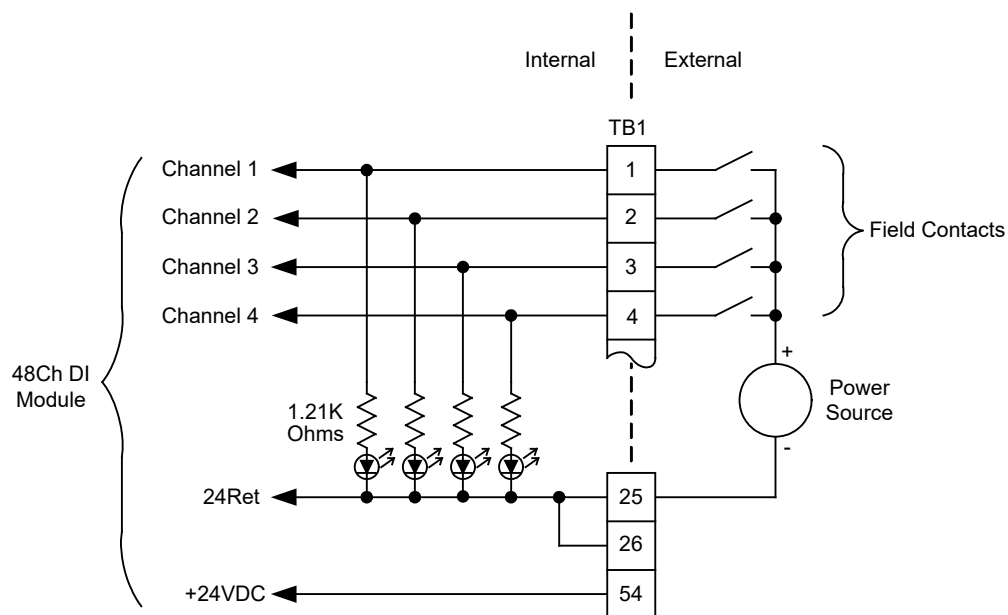 Internal
External
TB1
Channel 1
1
Channel 2
2
Channel 3
3
Field Contacts
Channel 4
4
48Ch DI
Module
1.21K
Ohms
+
Power
Source
-
24Ret
25
26
+24VDC
54